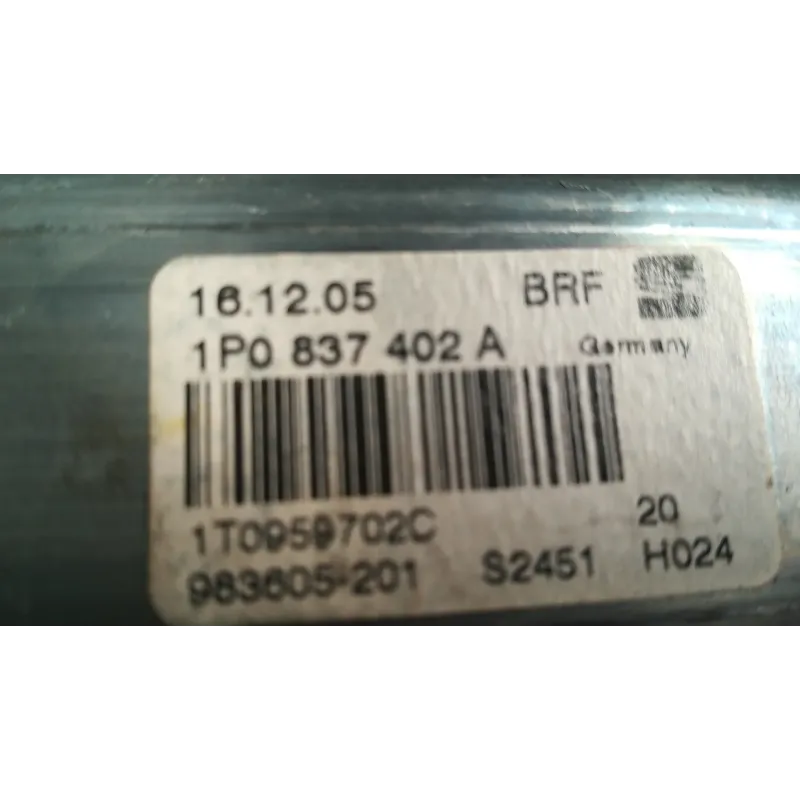 16.12.05 BRF
1P0 837 402 A Germany
1T0959702C 20
983605-201 S2451 H024